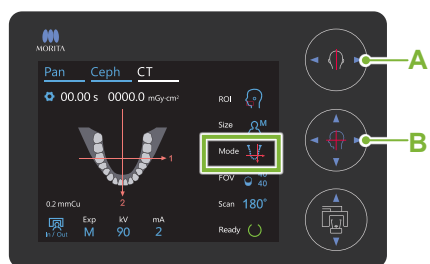 MORITA
A
Pan Ceph CT
00.00 s 0000.0 mGy·cm²
ROI
Size M
B
Mode
1
FOV 40
40
2
0.2 mmCu
Scan 180°
In / Out
Exp kV mA
M 90 2
Ready